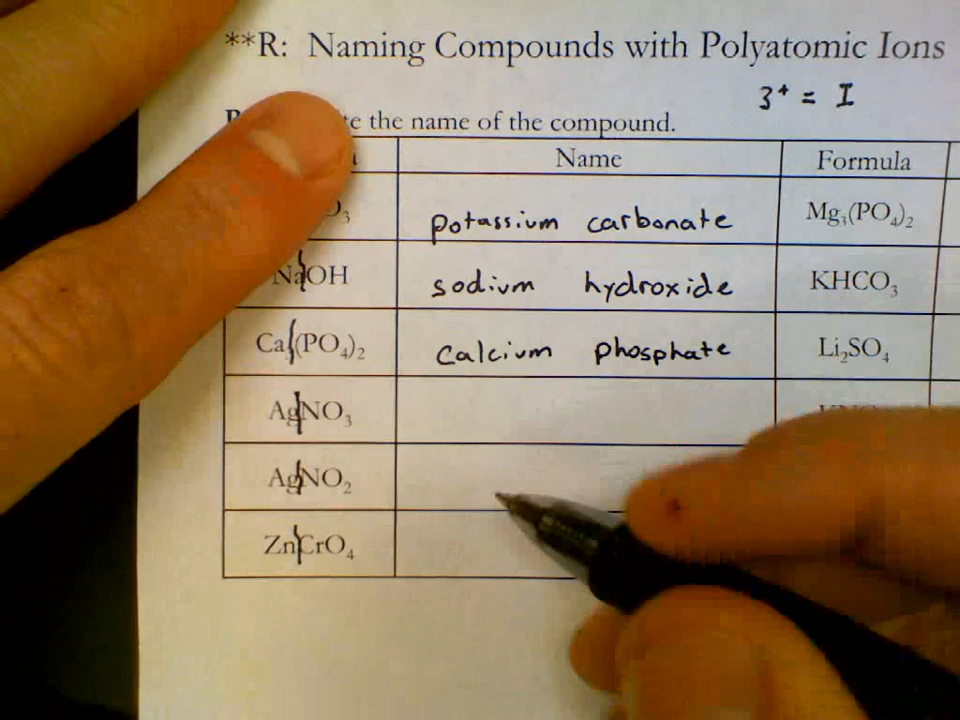 **R: Naming Compounds with Polyatomic Ions
3⁺ = I
the name of the compound.
Name Formula
potassium carbonate Mg₃(PO₄)₂
NaOH sodium hydroxide KHCO₃
Ca₃(PO₄)₂ calcium phosphate Li₂SO₄
AgNO₃
AgNO₂
ZnCrO₄